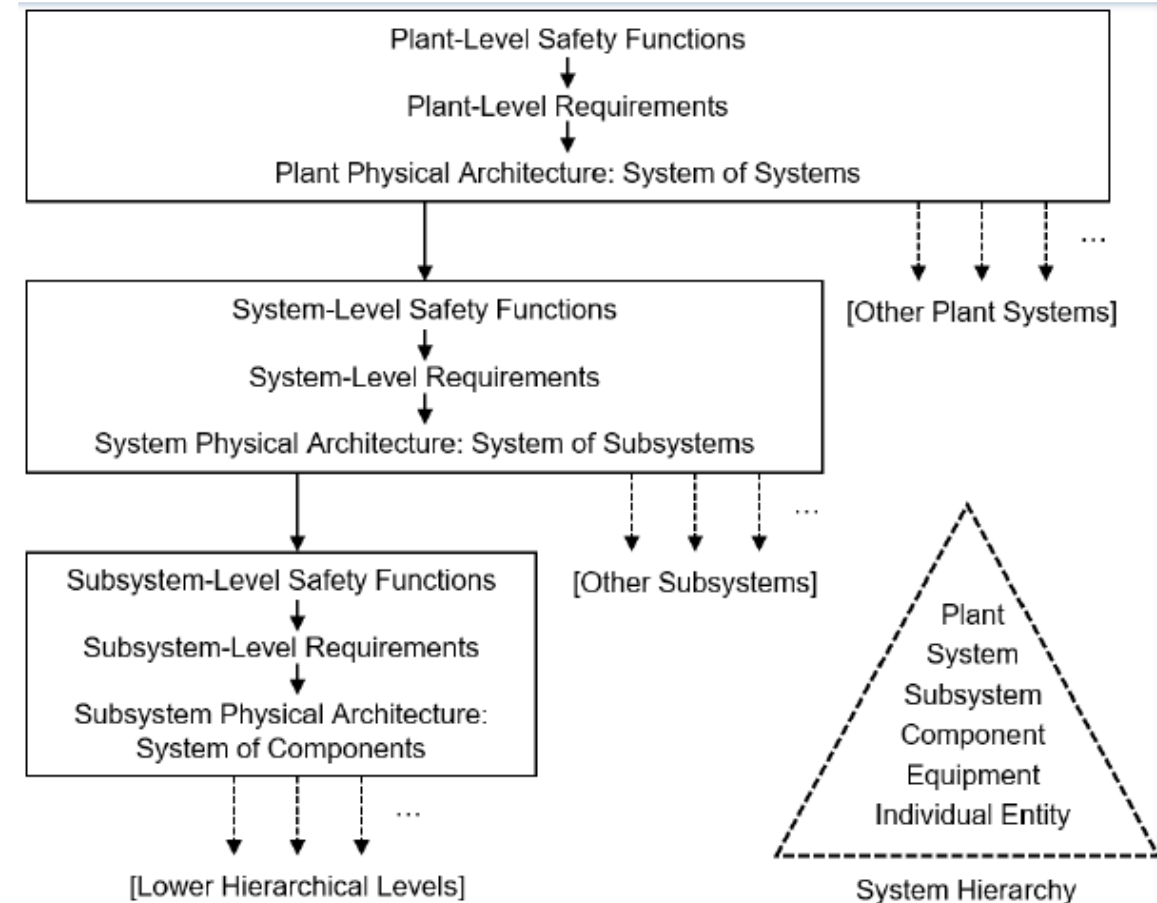 Plant-Level Safety Functions
Plant-Level Requirements
Plant Physical Architecture: System of Systems
...
[Other Plant Systems]
System-Level Safety Functions
System-Level Requirements
System Physical Architecture: System of Subsystems
...
[Other Subsystems]
Subsystem-Level Safety Functions
Subsystem-Level Requirements
Subsystem Physical Architecture:
System of Components
...
[Lower Hierarchical Levels]
Plant
System
Subsystem
Component
Equipment
Individual Entity
System Hierarchy